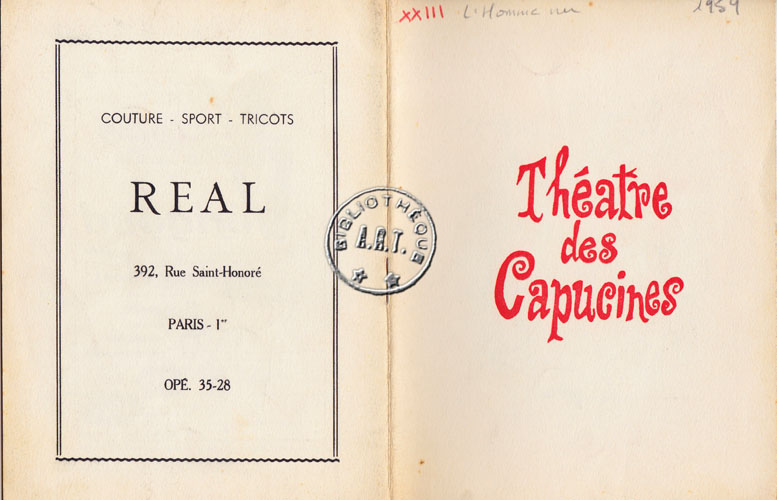 COUTURE - SPORT - TRICOTS
REAL
392, Rue Saint-Honoré
PARIS - 1er
OPÉ. 35-28
BIBLIOTHÈQUE
A.R.T.
XXIII L'Homme nu 1959
Théatre
des
Capucines